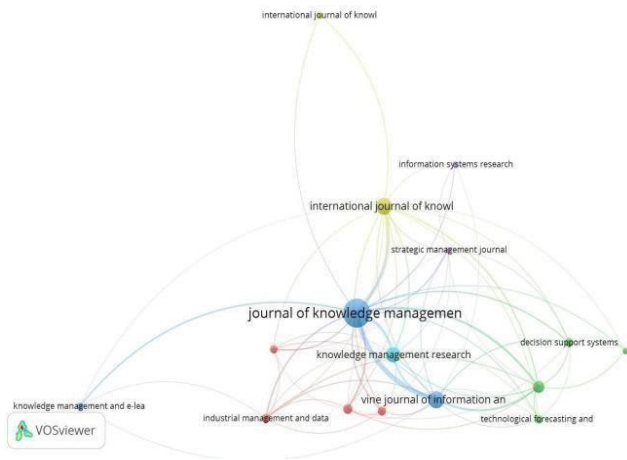 international journal of knowl
information systems research
international journal of knowl
strategic management journal
journal of knowledge managemen
decision support systems
knowledge management research
vine journal of information an
knowledge management and e-lea
industrial management and data
technological forecasting and
VOSviewer